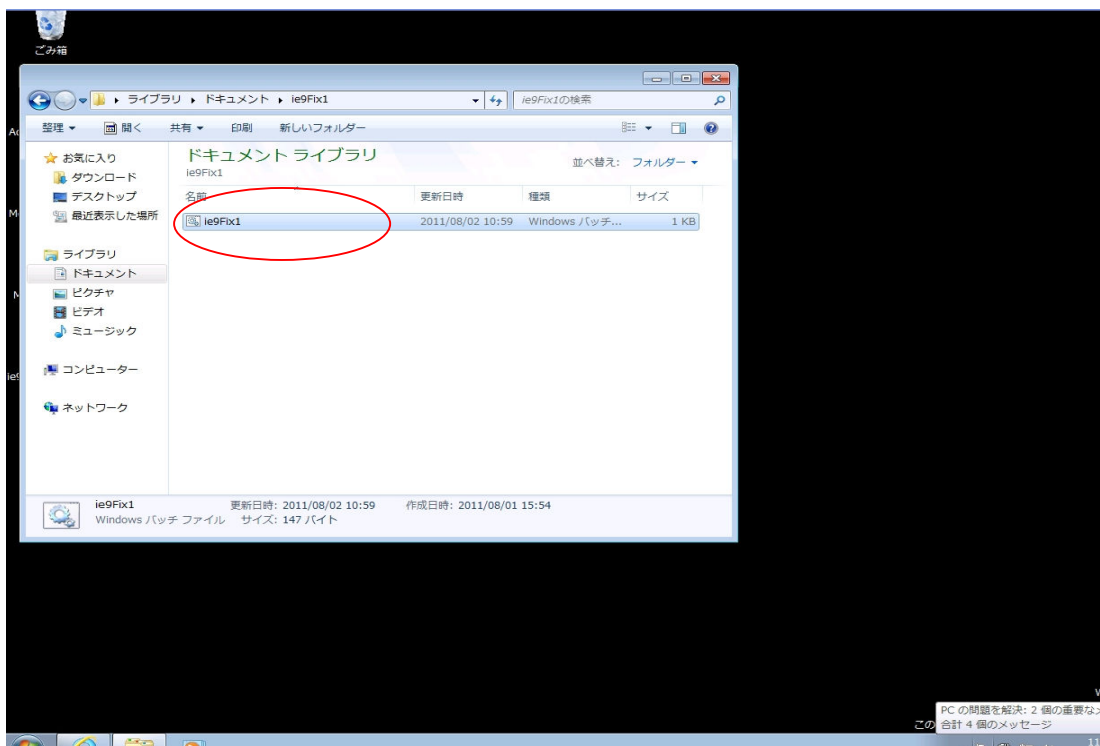 ごみ箱
ライブラリ ▸ ドキュメント ▸ ie9Fix1
ie9Fix1の検索
整理 開く 共有 印刷 新しいフォルダー
お気に入り
ダウンロード
デスクトップ
最近表示した場所
ライブラリ
ドキュメント
ピクチャ
ビデオ
ミュージック
コンピューター
ネットワーク
ドキュメント ライブラリ
ie9Fix1
並べ替え: フォルダー
名前 更新日時 種類 サイズ
ie9Fix1 2011/08/02 10:59 Windows バッチ... 1 KB
ie9Fix1 更新日時: 2011/08/02 10:59 作成日時: 2011/08/01 15:54
Windows バッチ ファイル サイズ: 147 バイト
PC の問題を解決: 2 個の重要な
合計 4 個のメッセージ
この
11